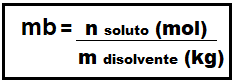 mb = n soluto (mol)
m disolvente (kg)